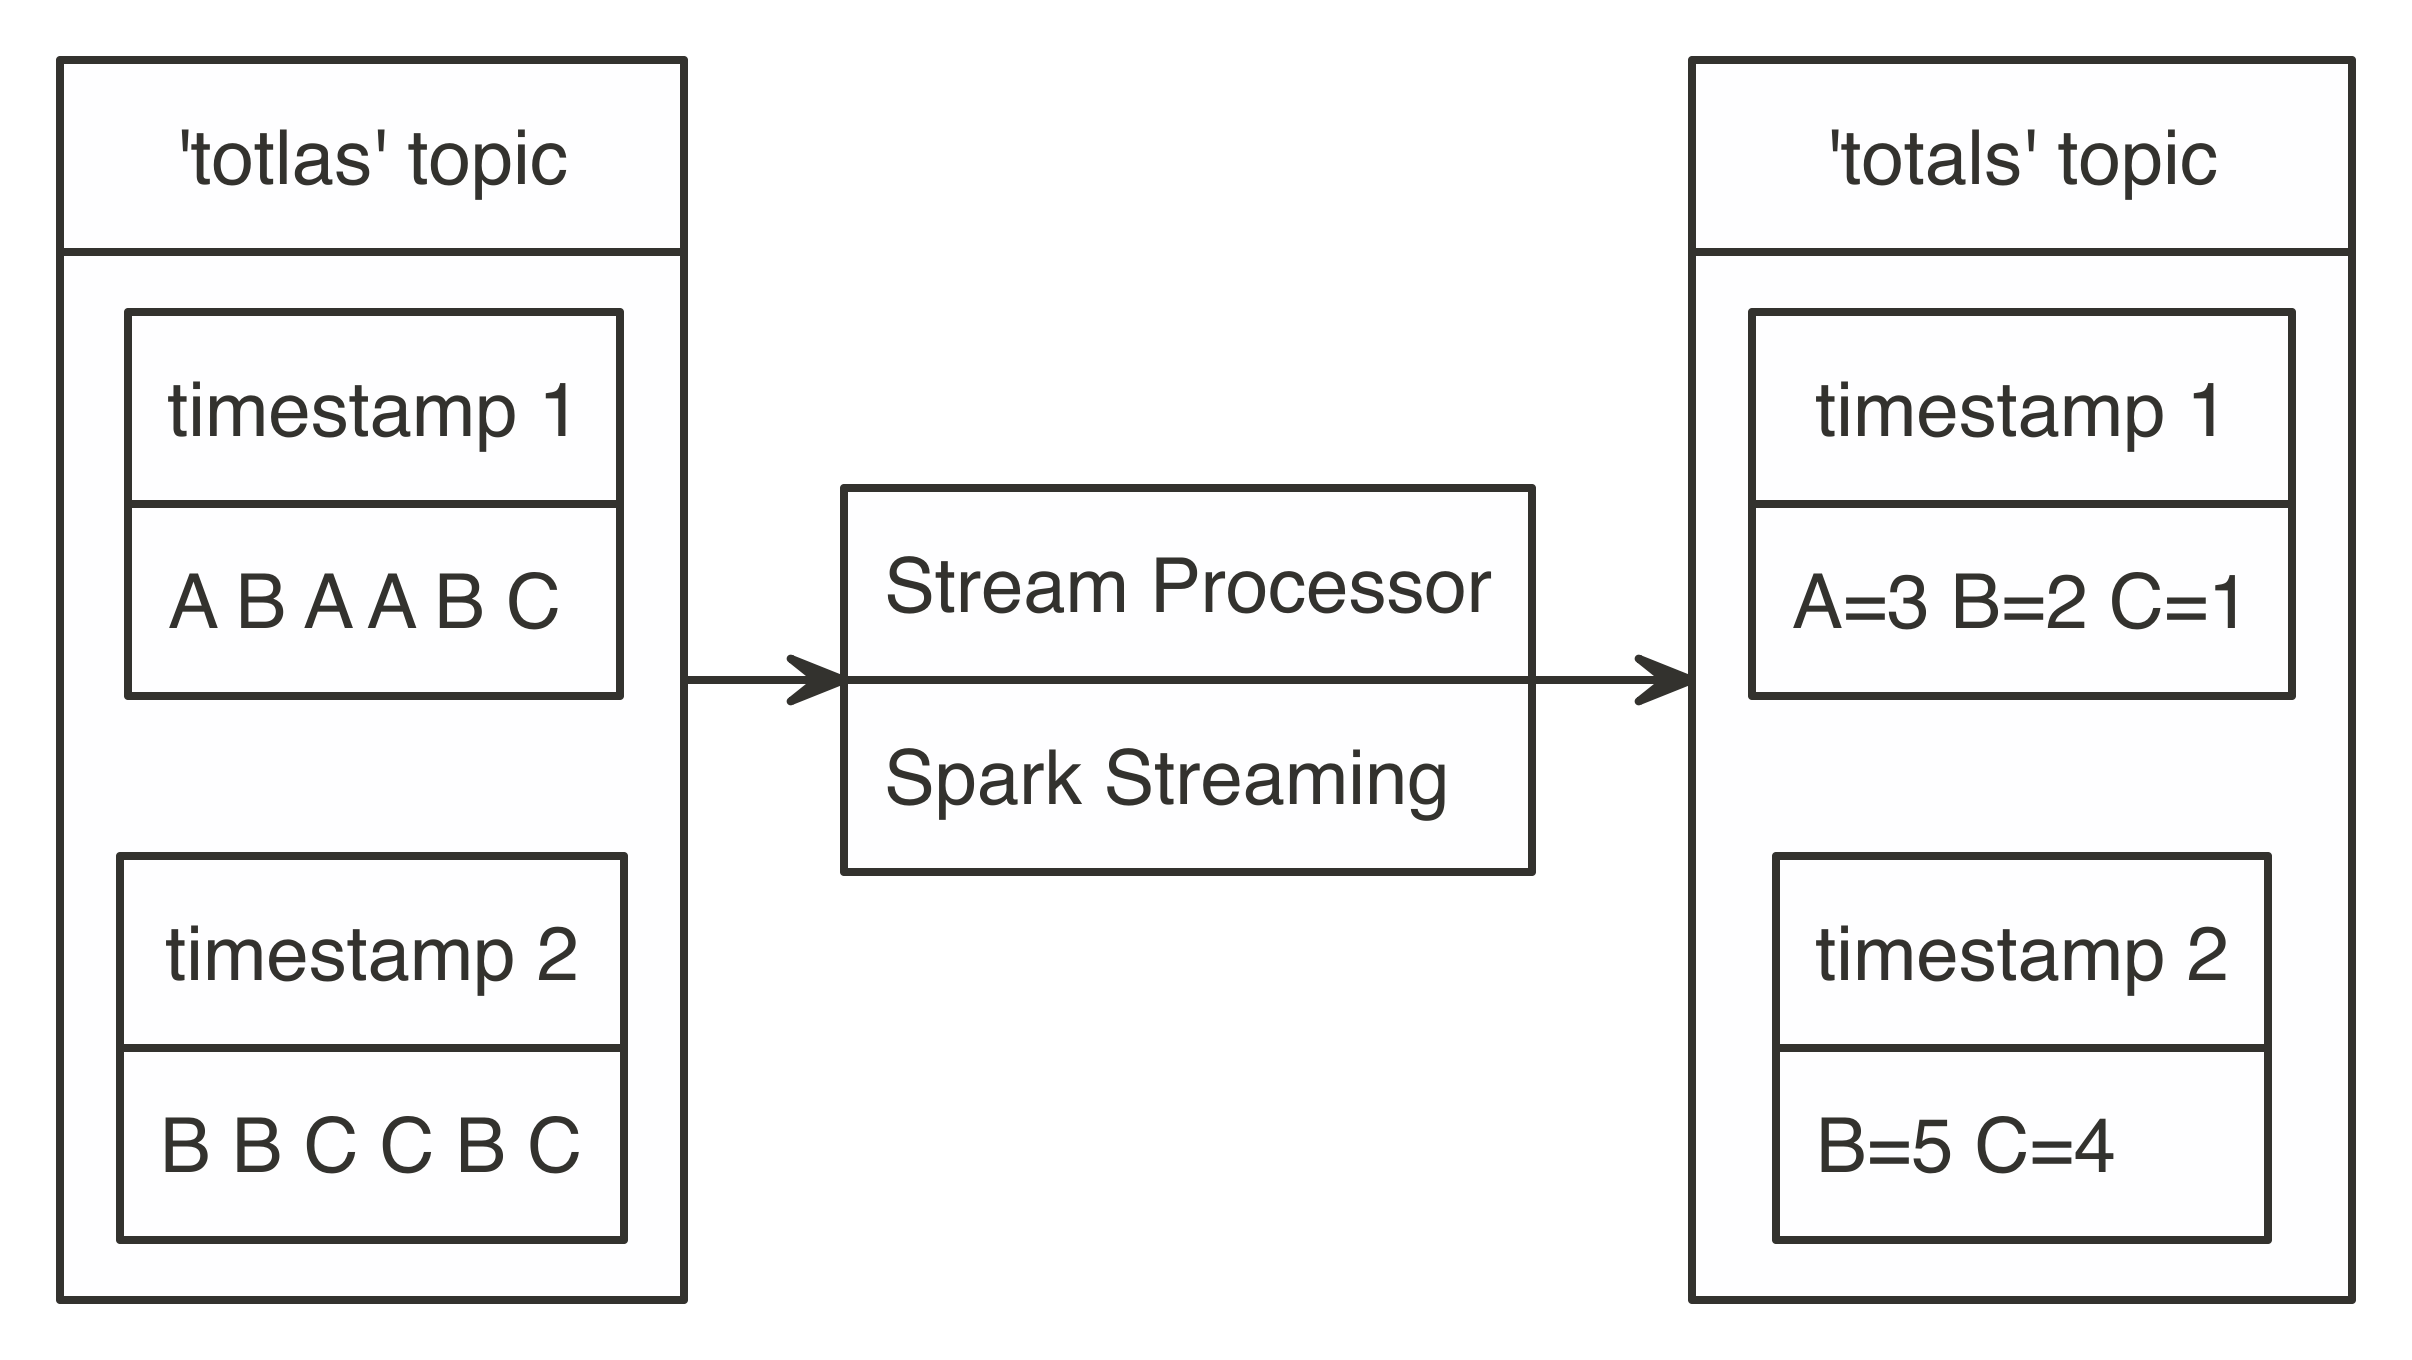 'totlas' topic
timestamp 1
A B A A B C
timestamp 2
B B C C B C
Stream Processor
Spark Streaming
'totals' topic
timestamp 1
A=3 B=2 C=1
timestamp 2
B=5 C=4